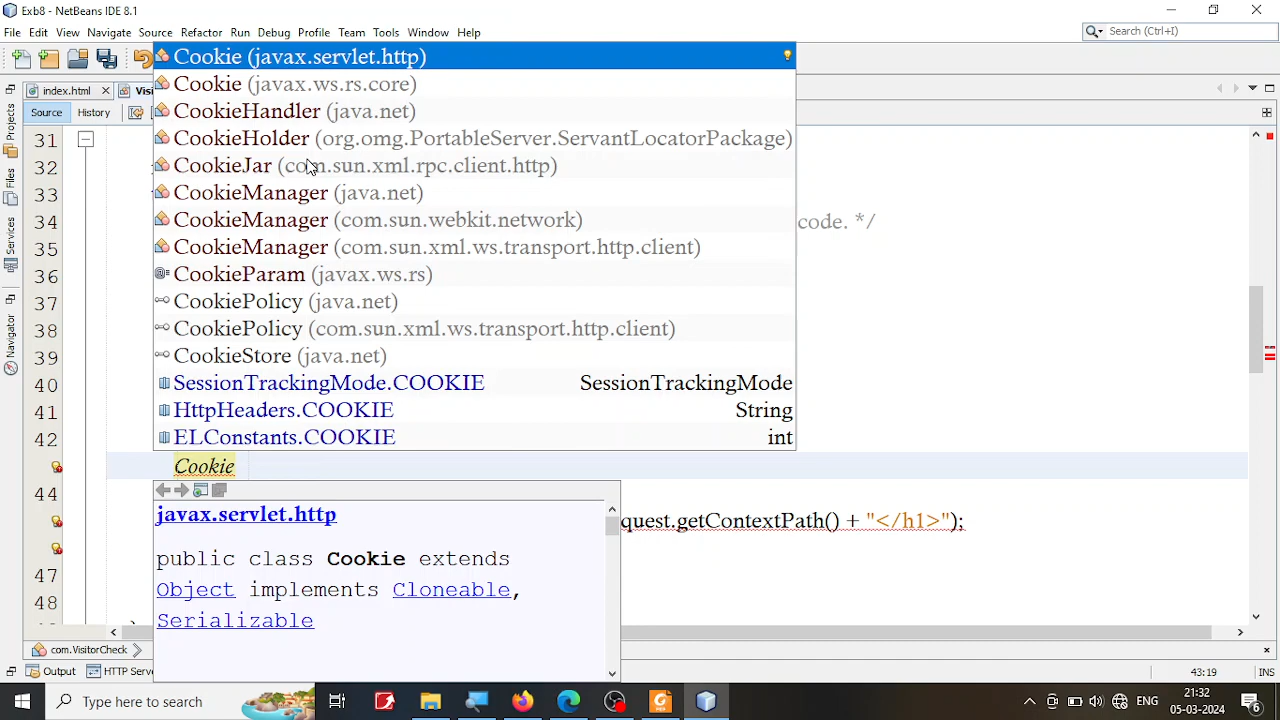 Exb8 - NetBeans IDE 8.1
File Edit View Navigate Source Refactor Run Debug Profile Team Tools Window Help
Search (Ctrl+I)
index.html
Source History
Projects
Files
Services
Navigator
Cookie (javax.servlet.http)
Cookie (javax.ws.rs.core)
CookieHandler (java.net)
CookieHolder (org.omg.PortableServer.ServantLocatorPackage)
CookieJar (com.sun.xml.rpc.client.http)
CookieManager (java.net)
CookieManager (com.sun.webkit.network)
CookieManager (com.sun.xml.ws.transport.http.client)
CookieParam (javax.ws.rs)
CookiePolicy (java.net)
CookiePolicy (com.sun.xml.ws.transport.http.client)
CookieStore (java.net)
SessionTrackingMode.COOKIE SessionTrackingMode
HttpHeaders.COOKIE String
ELConstants.COOKIE int
31
32
33
34 code. */
35
36
37
38
39
40
41
42
Cookie
44
quest.getContextPath() + "</h1>");
47
48
javax.servlet.http
public class Cookie extends
Object implements Cloneable,
Serializable
com.VisitorCheck
Output HTTP Serv
43:19 INS
Type here to search
ENG
21:32
05-03-2024
6